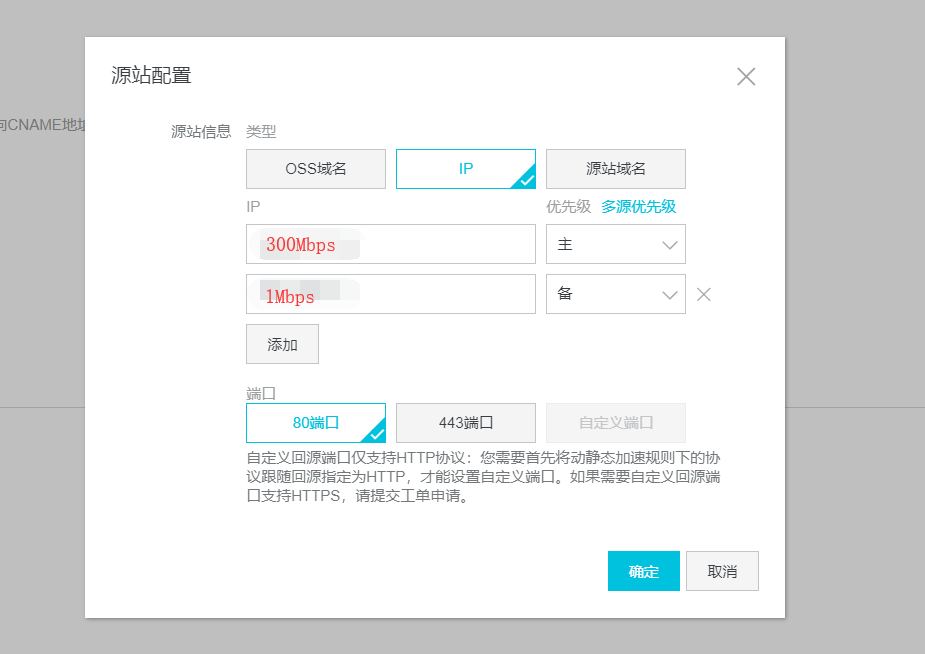 源站配置
向CNAME地址
源站信息 类型
OSS域名 IP 源站域名
IP 优先级 多源优先级
300Mbps 主
1Mbps 备
添加
端口
80端口 443端口 自定义端口
自定义回源端口仅支持HTTP协议：您需要首先将动静态加速规则下的协
议跟随回源指定为HTTP，才能设置自定义端口。如果需要自定义回源端
口支持HTTPS，请提交工单申请。
确定 取消